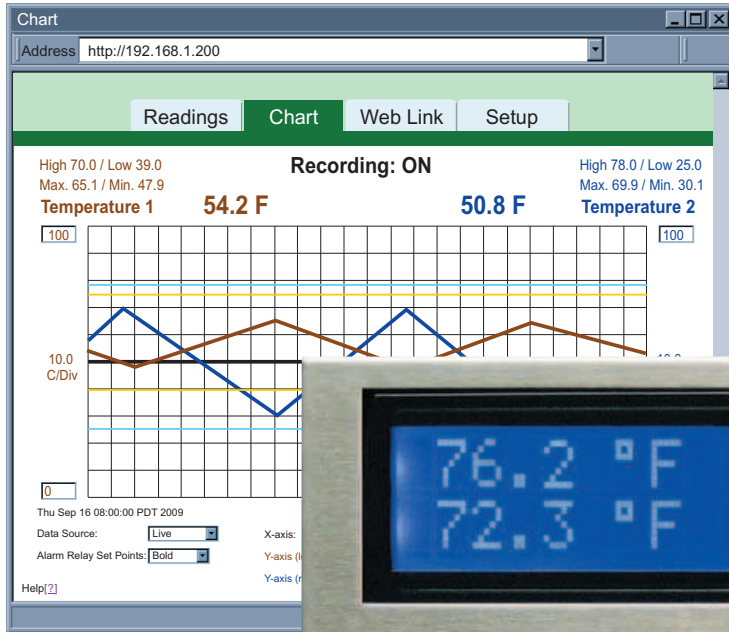 Chart
Address http://192.168.1.200
Readings Chart Web Link Setup
High 70.0 / Low 39.0
Max. 65.1 / Min. 47.9
Temperature 1 54.2 F
Recording: ON
High 78.0 / Low 25.0
Max. 69.9 / Min. 30.1
50.8 F Temperature 2
100
100
10.0
C/Div
0
Thu Sep 16 08:00:00 PDT 2009
Data Source: Live X-axis:
Alarm Relay Set Points: Bold Y-axis
Y-axis
Help[?]
76.2 °F
72.3 °F